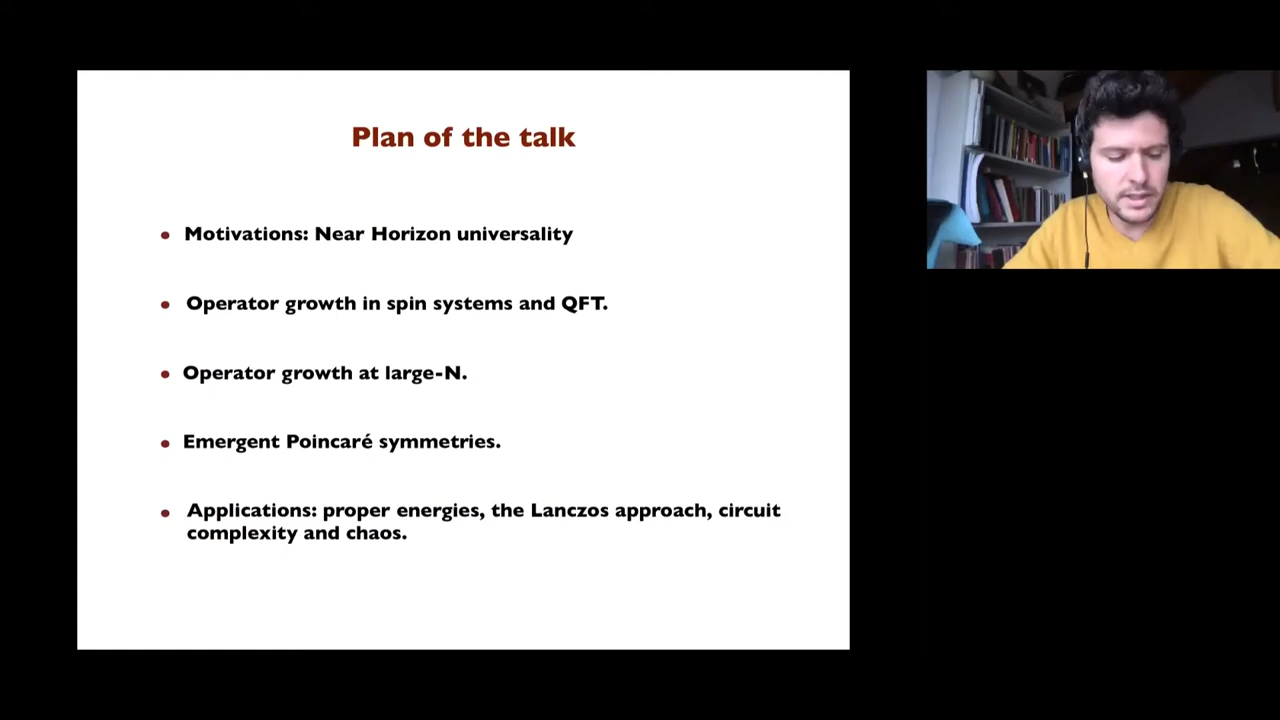 Plan of the talk
• Motivations: Near Horizon universality
• Operator growth in spin systems and QFT.
• Operator growth at large-N.
• Emergent Poincaré symmetries.
• Applications: proper energies, the Lanczos approach, circuit
complexity and chaos.